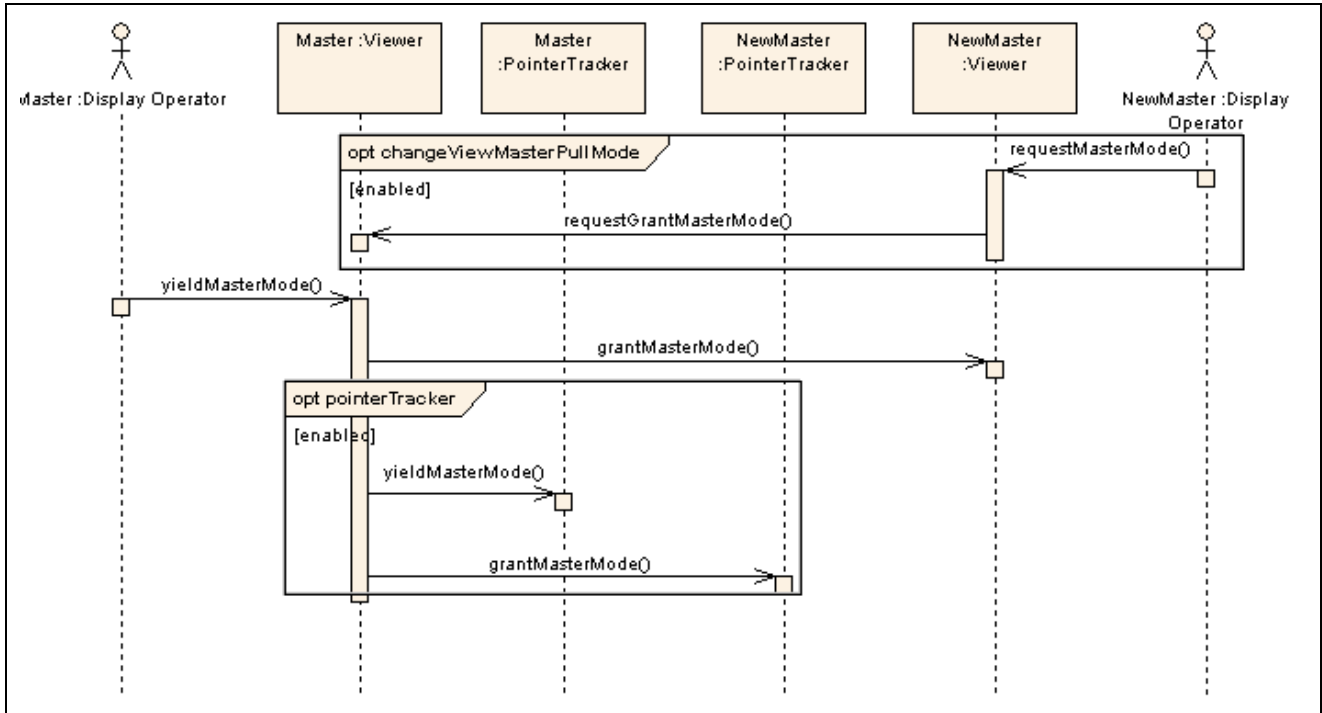 Master :Viewer
Master
:PointerTracker
NewMaster
:PointerTracker
NewMaster
:Viewer
Master :Display Operator
NewMaster :Display
Operator
opt changeViewMasterPullMode
requestMasterMode()
[enabled]
requestGrantMasterMode()
yieldMasterMode()
grantMasterMode()
opt pointerTracker
[enabled]
yieldMasterMode()
grantMasterMode()